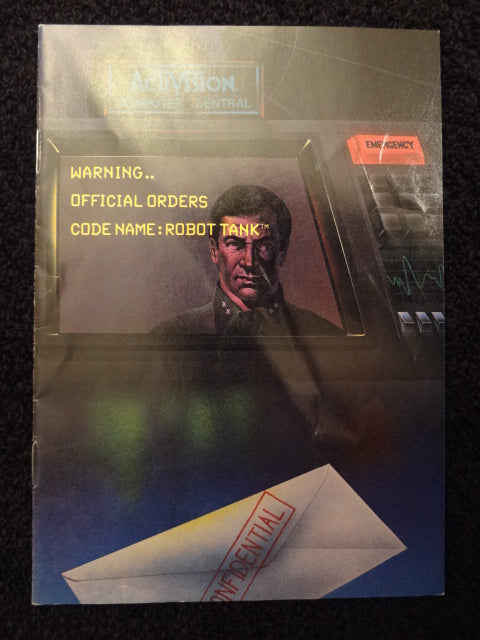 ACTIVISION.
COMPUTER CENTRAL
EMERGENCY
WARNING..
OFFICIAL ORDERS
CODE NAME: ROBOT TANK™
CONFIDENTIAL